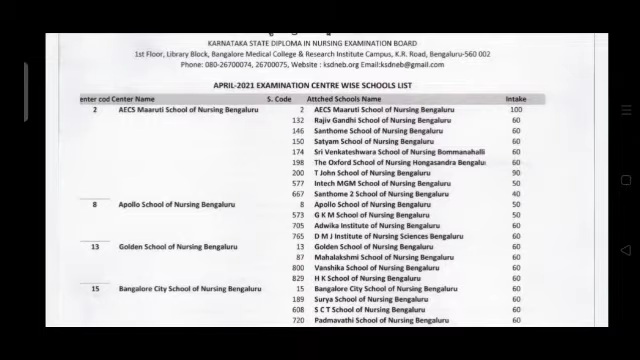 KARNATAKA STATE DIPLOMA IN NURSING EXAMINATION BOARD
1st Floor, Library Block, Bangalore Medical College & Research Institute Campus, K.R. Road, Bengaluru-560 002
Phone: 080-26700074, 26700075, Website : ksdneb.org Email:ksdneb@gmail.com
APRIL-2021 EXAMINATION CENTRE WISE SCHOOLS LIST
enter cod Center Name S. Code Attched Schools Name Intake
2 AECS Maaruti School of Nursing Bengaluru 2 AECS Maaruti School of Nursing Bengaluru 100
132 Rajiv Gandhi School of Nursing Bengaluru 60
146 Santhome School of Nursing Bengaluru 60
150 Satyam School of Nursing Bengaluru 60
174 Sri Venkateshwara School of Nursing Bommanahalli 60
198 The Oxford School of Nursing Hongasandra Bengalu 60
200 T John School of Nursing Bengaluru 90
577 Intech MGM School of Nursing Bengaluru 50
667 Santhome 2 School of Nursing Bengaluru 40
8 Apollo School of Nursing Bengaluru 8 Apollo School of Nursing Bengaluru 50
573 G K M School of Nursing Bengaluru 50
705 Adwika Institute of Nursing Bengaluru 60
765 D M J Institute of Nursing Sciences Bengaluru 60
13 Golden School of Nursing Bengaluru 13 Golden School of Nursing Bengaluru 60
87 Mahalakshmi School of Nursing Bengaluru 60
800 Vanshika School of Nursing Bengaluru 60
829 H K School of Nursing Bengaluru 60
15 Bangalore City School of Nursing Bengaluru 15 Bangalore City School of Nursing Bengaluru 60
189 Surya School of Nursing Bengaluru 60
608 S C T School of Nursing Bengaluru 60
720 Padmavathi School of Nursing Bengaluru 60